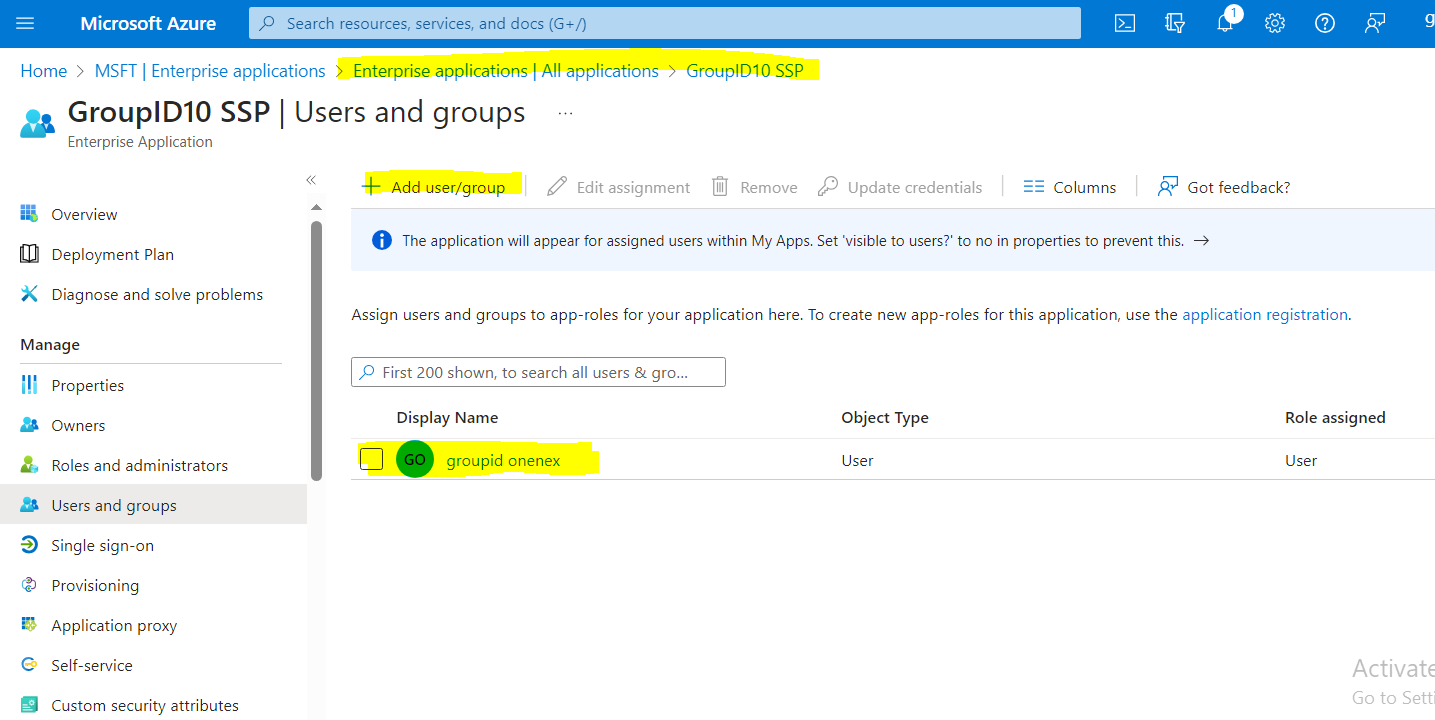 Microsoft Azure
Search resources, services, and docs (G+/)
1
g
Home > MSFT | Enterprise applications > Enterprise applications | All applications > GroupID10 SSP
GroupID10 SSP | Users and groups ...
Enterprise Application
«
Overview
Deployment Plan
Diagnose and solve problems
Manage
Properties
Owners
Roles and administrators
Users and groups
Single sign-on
Provisioning
Application proxy
Self-service
Custom security attributes
+ Add user/group
Edit assignment
Remove
Update credentials
Columns
Got feedback?
The application will appear for assigned users within My Apps. Set 'visible to users?' to no in properties to prevent this. →
Assign users and groups to app-roles for your application here. To create new app-roles for this application, use the application registration.
First 200 shown, to search all users & gro...
Display Name Object Type Role assigned
GO groupid onenex User User
Activate
Go to Setti